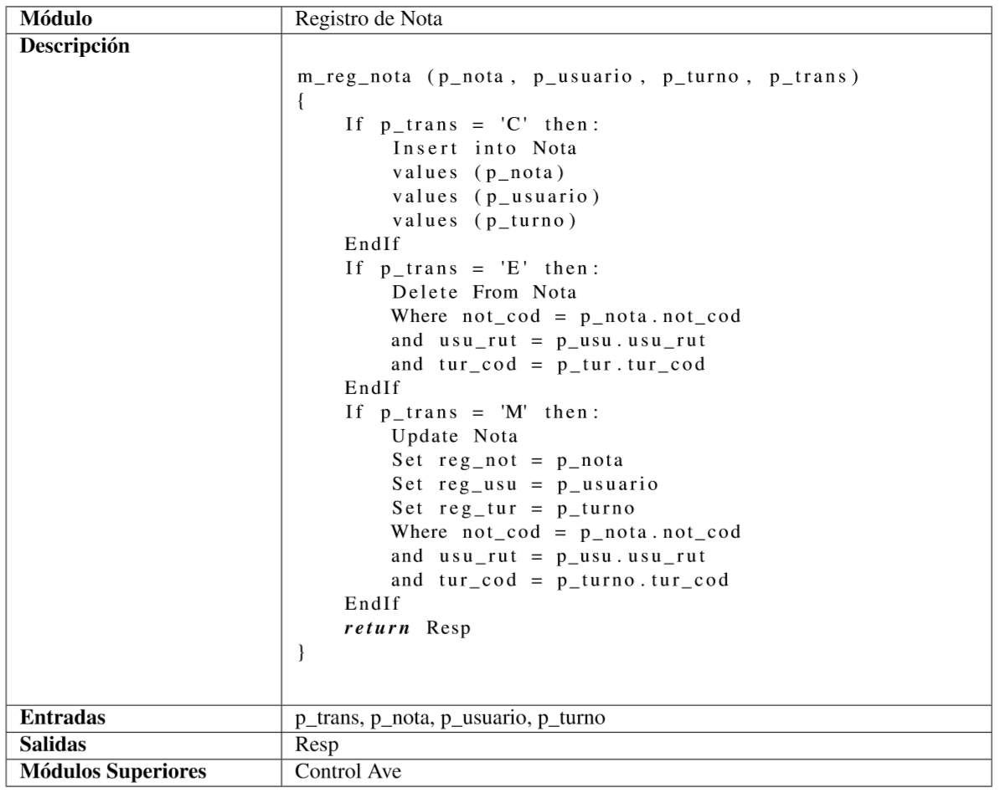 Módulo Registro de Nota
Descripción
m_reg_nota (p_nota, p_usuario, p_turno, p_trans)
{
If p_trans = 'C' then:
Insert into Nota
values (p_nota)
values (p_usuario)
values (p_turno)
EndIf
If p_trans = 'E' then:
Delete From Nota
Where not_cod = p_nota.not_cod
and usu_rut = p_usu.usu_rut
and tur_cod = p_tur.tur_cod
EndIf
If p_trans = 'M' then:
Update Nota
Set reg_not = p_nota
Set reg_usu = p_usuario
Set reg_tur = p_turno
Where not_cod = p_nota.not_cod
and usu_rut = p_usu.usu_rut
and tur_cod = p_turno.tur_cod
EndIf
return Resp
}
Entradas p_trans, p_nota, p_usuario, p_turno
Salidas Resp
Módulos Superiores Control Ave